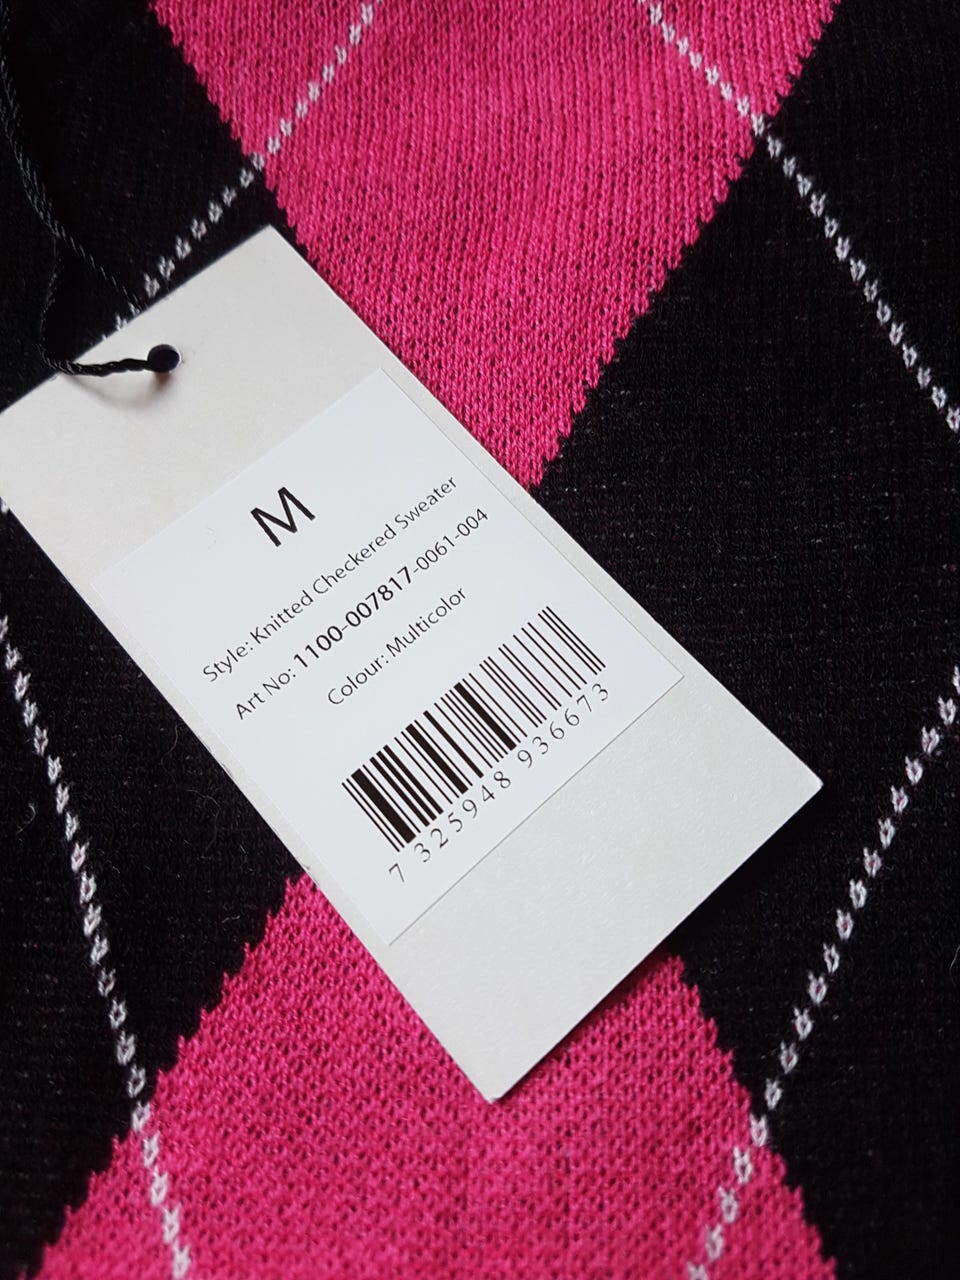 M
Style: Knitted Checkered Sweater
Art No: 1100-007817-0061-004
Colour: Multicolor
7 325948 936673